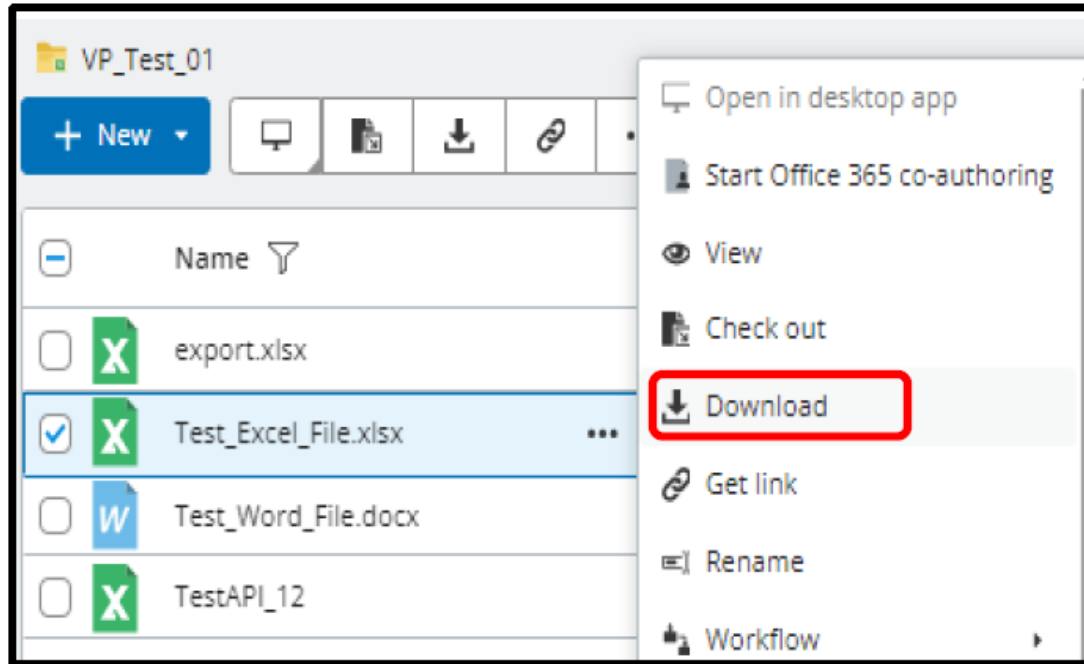 VP_Test_01
+ New
Name
export.xlsx
Test_Excel_File.xlsx
Test_Word_File.docx
TestAPI_12
Open in desktop app
Start Office 365 co-authoring
View
Check out
Download
Get link
Rename
Workflow